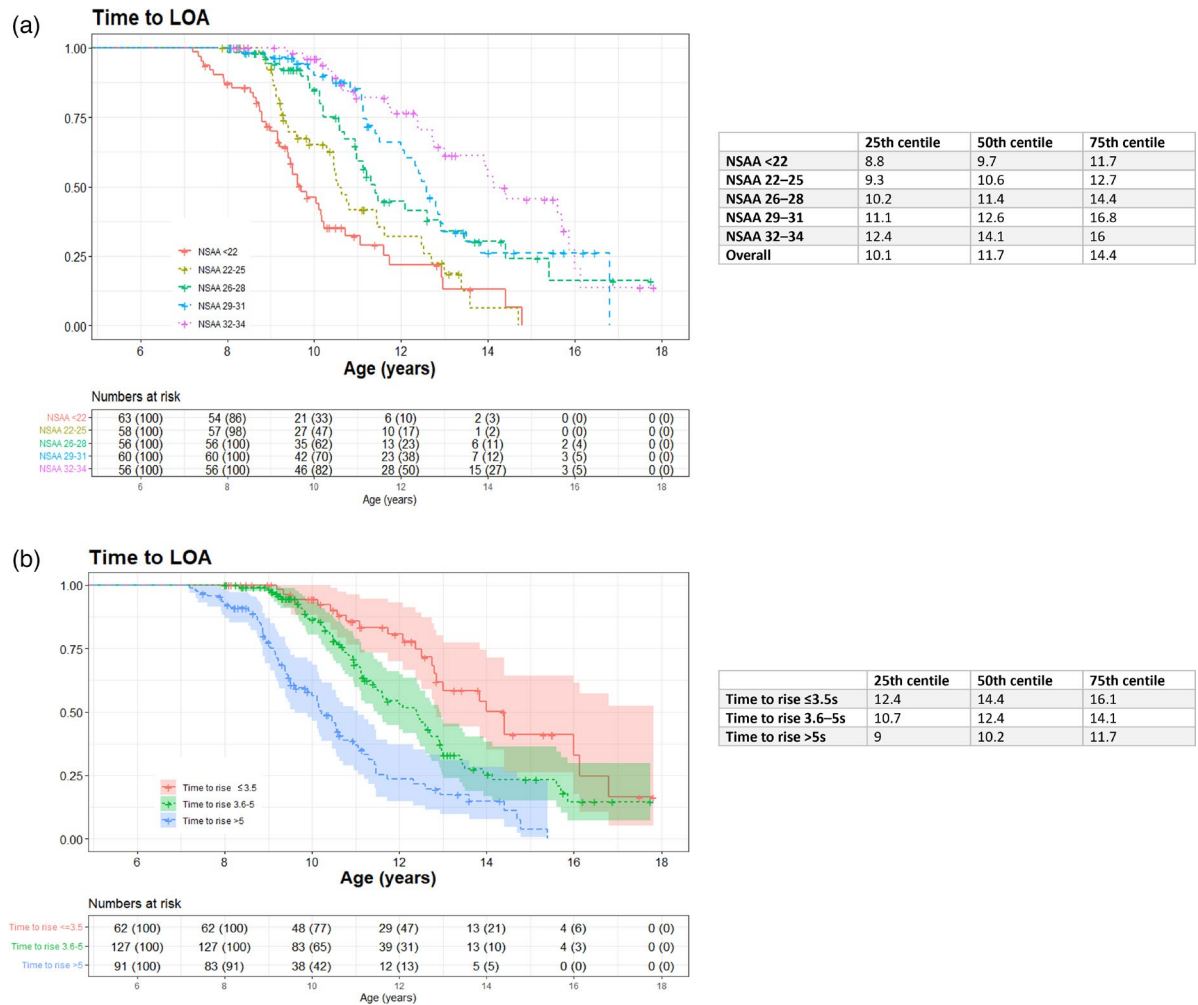 (a)
Time to LOA
1.00
0.75
0.50
0.25
0.00
NSAA <22
NSAA 22-25
NSAA 26-28
NSAA 29-31
NSAA 32-34
6 8 10 12 14 16 18
Age (years)
Numbers at risk
NSAA <22 63 (100) 54 (86) 21 (33) 6 (10) 2 (3) 0 (0) 0 (0)
NSAA 22-25 58 (100) 57 (98) 27 (47) 10 (17) 1 (2) 0 (0) 0 (0)
NSAA 26-28 56 (100) 56 (100) 35 (62) 13 (23) 6 (11) 2 (4) 0 (0)
NSAA 29-31 60 (100) 60 (100) 42 (70) 23 (38) 7 (12) 3 (5) 0 (0)
NSAA 32-34 56 (100) 56 (100) 46 (82) 28 (50) 15 (27) 3 (5) 0 (0)
6 8 10 12 14 16 18
Age (years)
25th centile 50th centile 75th centile
NSAA <22 8.8 9.7 11.7
NSAA 22–25 9.3 10.6 12.7
NSAA 26–28 10.2 11.4 14.4
NSAA 29–31 11.1 12.6 16.8
NSAA 32–34 12.4 14.1 16
Overall 10.1 11.7 14.4
(b)
Time to LOA
1.00
0.75
0.50
0.25
0.00
Time to rise ≤3.5
Time to rise 3.6-5
Time to rise >5
6 8 10 12 14 16 18
Age (years)
Numbers at risk
Time to rise <=3.5 62 (100) 62 (100) 48 (77) 29 (47) 13 (21) 4 (6) 0 (0)
Time to rise 3.6-5 127 (100) 127 (100) 83 (65) 39 (31) 13 (10) 4 (3) 0 (0)
Time to rise >5 91 (100) 83 (91) 38 (42) 12 (13) 5 (5) 0 (0) 0 (0)
6 8 10 12 14 16 18
Age (years)
25th centile 50th centile 75th centile
Time to rise ≤3.5s 12.4 14.4 16.1
Time to rise 3.6–5s 10.7 12.4 14.1
Time to rise >5s 9 10.2 11.7